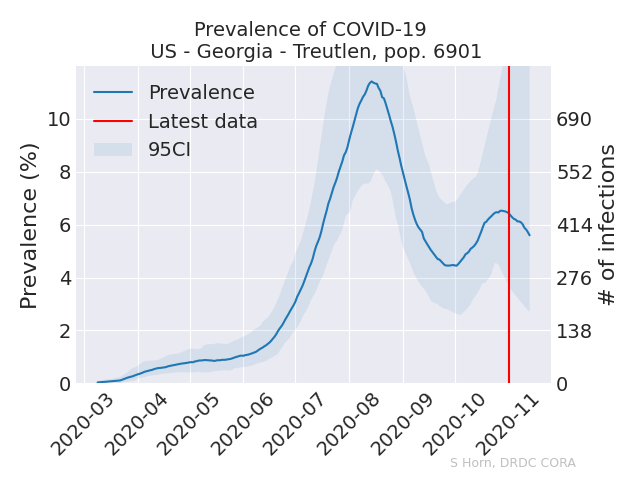 Prevalence of COVID-19
US - Georgia - Treutlen, pop. 6901
Prevalence
Latest data
95CI
Prevalence (%)
10
8
6
4
2
0
690
552
414
276
138
0
# of infections
2020-03
2020-04
2020-05
2020-06
2020-07
2020-08
2020-09
2020-10
2020-11
S Horn, DRDC CORA